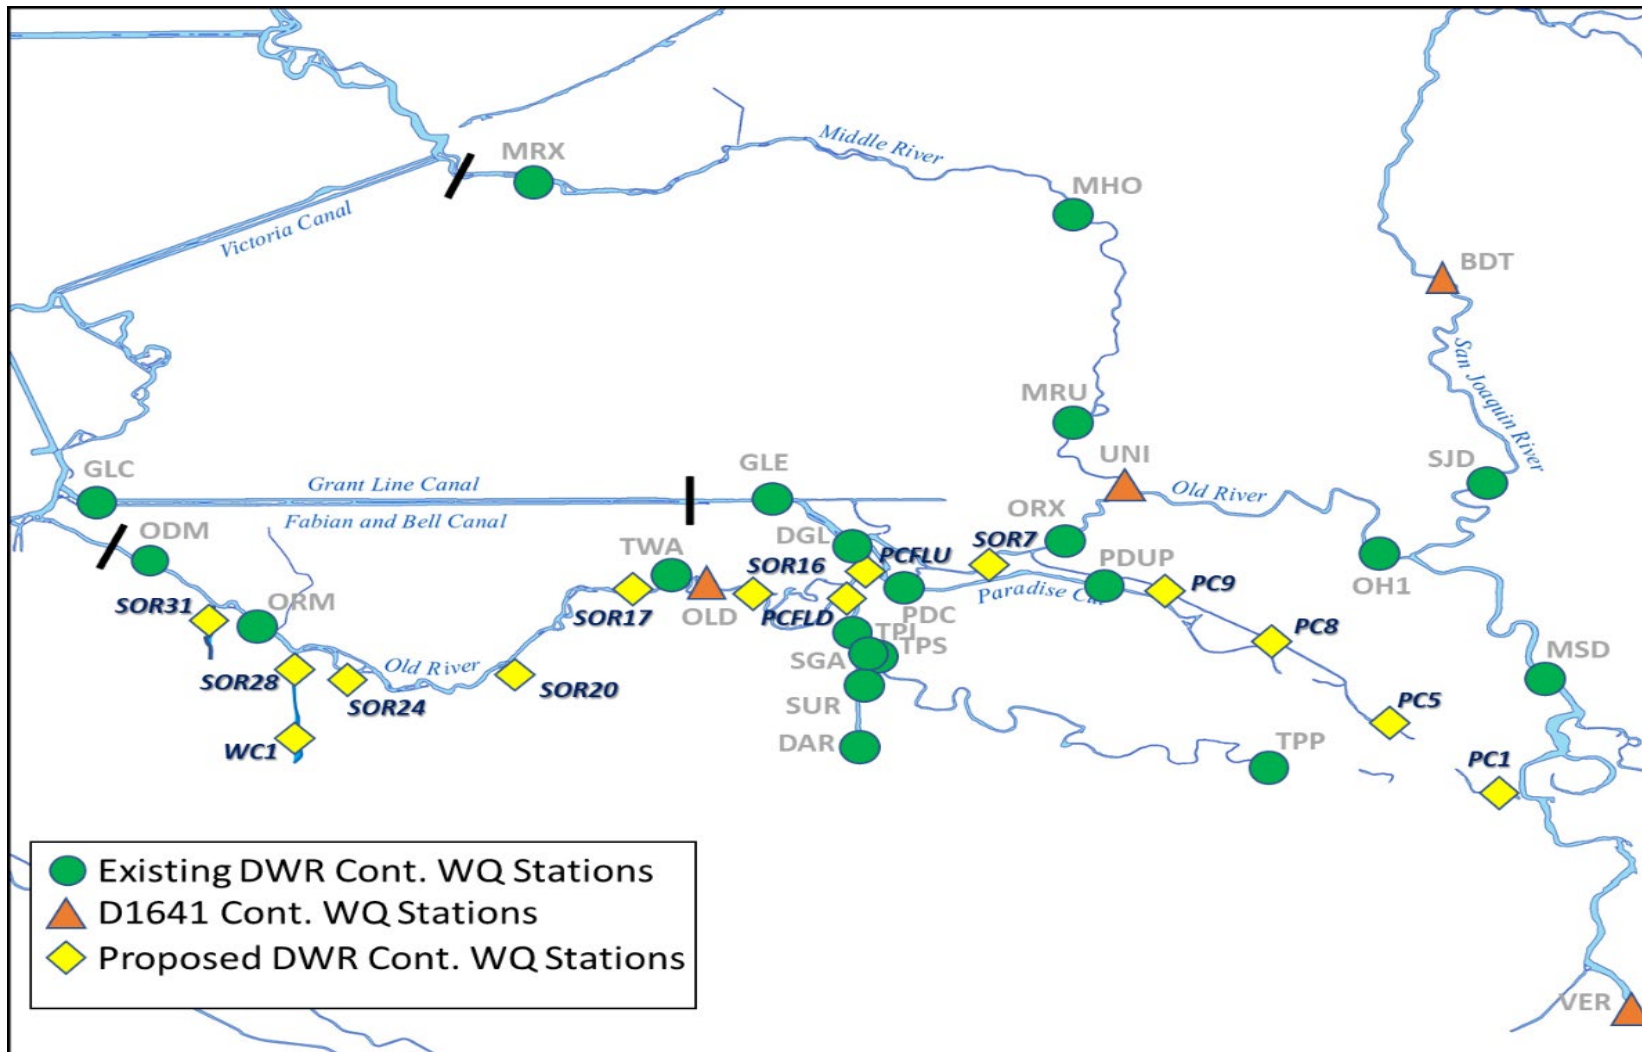 MRX
Middle River
MHO
Victoria Canal
BDT
San Joaquin River
MRU
UNI
SJD
GLC
Grant Line Canal
GLE
Old River
Fabian and Bell Canal
ORX
ODM
DGL
SOR7
TWA
SOR16
PCFLU
PDUP
OH1
PC9
SOR31
ORM
SOR17
OLD
PCFLD
PDC
Paradise Cu
TPI
TPS
PC8
SGA
MSD
Old River
SOR28
SOR24
SOR20
SUR
PC5
WC1
DAR
TPP
PC1
Existing DWR Cont. WQ Stations
D1641 Cont. WQ Stations
Proposed DWR Cont. WQ Stations
VER